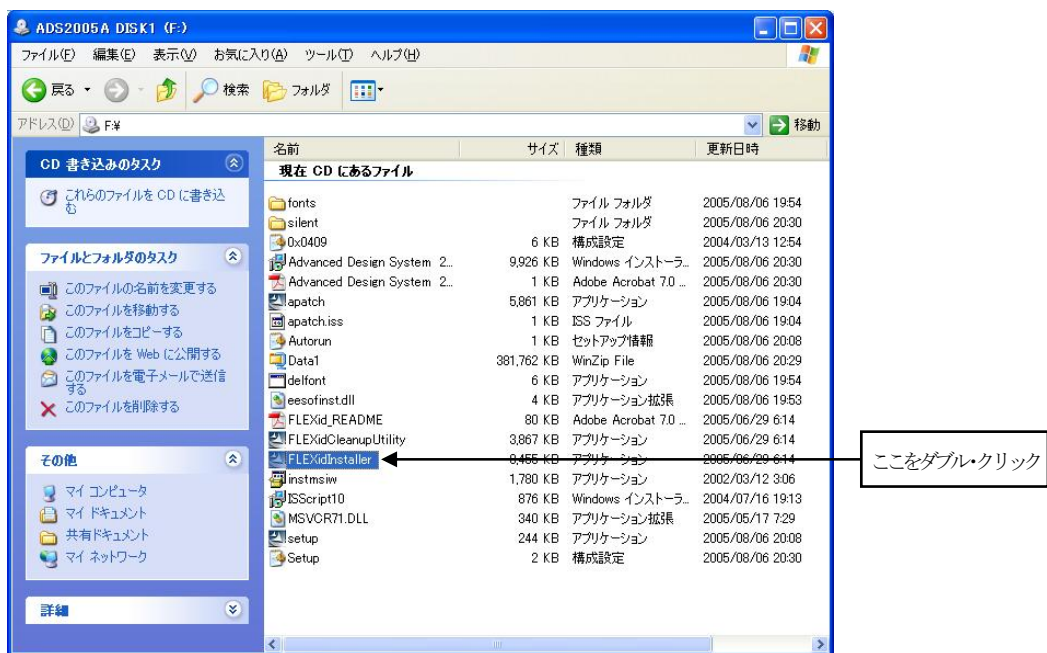 ADS2005A DISK1 (F:)
ファイル(F) 編集(E) 表示(V) お気に入り(A) ツール(T) ヘルプ(H)
戻る 検索 フォルダ
アドレス(D) F:¥ 移動
名前 サイズ 種類 更新日時
現在 CD にあるファイル
CD 書き込みのタスク
これらのファイルを CD に書き込
む
ファイルとフォルダのタスク
このファイルの名前を変更する
このファイルを移動する
このファイルをコピーする
このファイルを Web に公開する
このファイルを電子メールで送信
する
このファイルを削除する
その他
マイ コンピュータ
マイ ドキュメント
共有ドキュメント
マイ ネットワーク
詳細
fonts ファイル フォルダ 2005/08/06 19:54
silent ファイル フォルダ 2005/08/06 20:30
0x0409 6 KB 構成設定 2004/03/13 12:54
Advanced Design System 2... 9,926 KB Windows インストーラ... 2005/08/06 20:30
Advanced Design System 2... 1 KB Adobe Acrobat 7.0 ... 2005/08/06 20:30
apatch 5,861 KB アプリケーション 2005/08/06 19:04
apatch.iss 1 KB ISS ファイル 2005/08/06 19:04
Autorun 1 KB セットアップ情報 2005/08/06 20:08
Data1 381,762 KB WinZip File 2005/08/06 20:29
delfont 6 KB アプリケーション 2005/08/06 19:54
eesofinst.dll 4 KB アプリケーション拡張 2005/08/06 19:53
FLEXid_README 80 KB Adobe Acrobat 7.0 ... 2005/06/29 6:14
FLEXidCleanupUtility 3,867 KB アプリケーション 2005/06/29 6:14
FLEXidInstaller 8,455 KB アプリケーション 2005/06/29 6:14
instmsiw 1,780 KB アプリケーション 2002/03/12 3:06
ISScript10 876 KB Windows インストーラ... 2004/07/16 19:13
MSVCR71.DLL 340 KB アプリケーション拡張 2005/05/17 7:29
setup 244 KB アプリケーション 2005/08/06 20:08
Setup 2 KB 構成設定 2005/08/06 20:30
ここをダブル・クリック